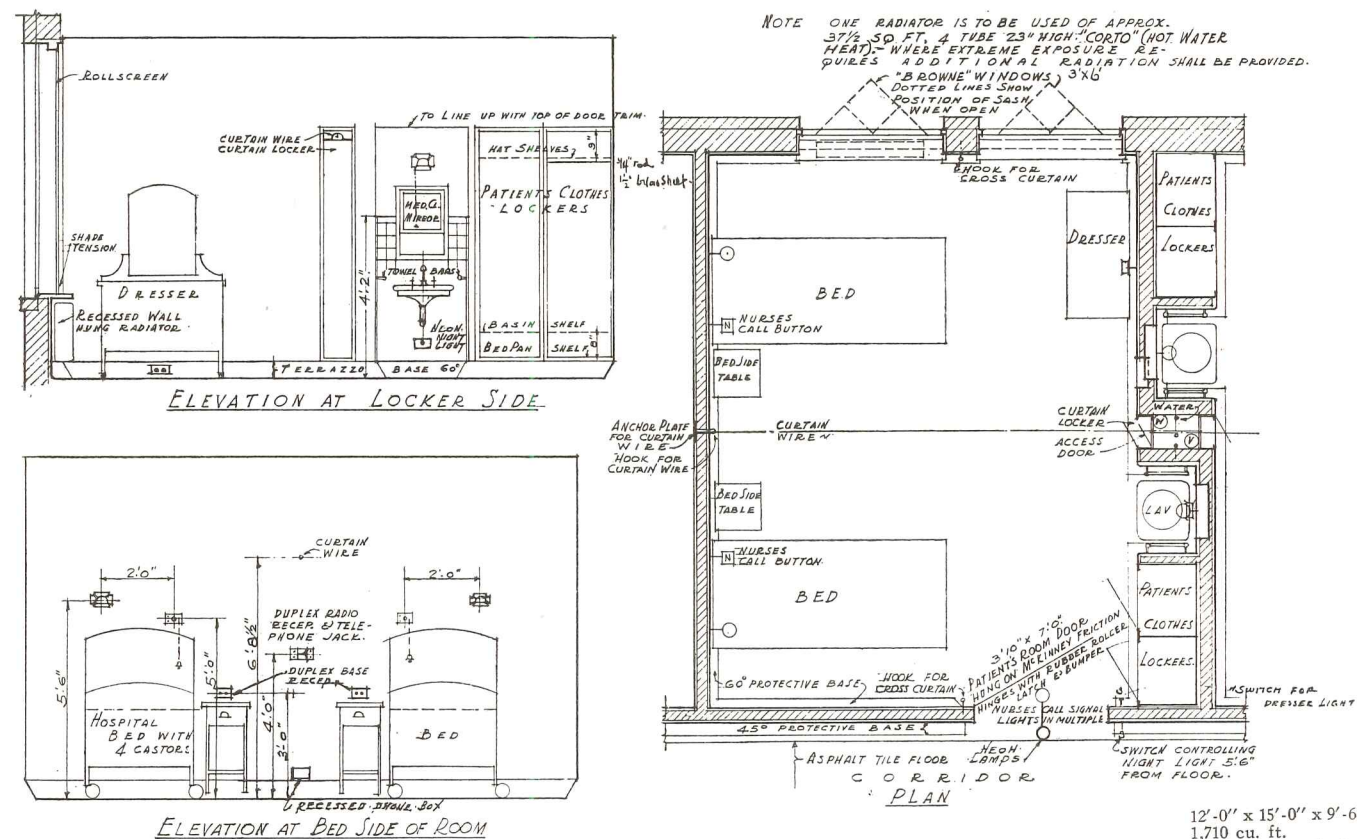 ROLLSCREEN
CURTAIN WIRE
CURTAIN LOCKER
TO LINE UP WITH TOP OF DOOR TRIM.
HAT SHELVES
9"
PATIENTS CLOTHES
LOCKERS
MED. C.
MIRROR
SHADE
TENSION
DRESSER
RECESSED WALL
HUNG RADIATOR
4'2"
TOWEL BARS
NEON
NIGHT
LIGHT
BASIN SHELF
BED PAN SHELF
TERRAZZO BASE 60°
ELEVATION AT LOCKER SIDE
CURTAIN
WIRE
2'0"
2'0"
DUPLEX RADIO
RECEP. & TELE-
PHONE JACK.
DUPLEX BASE
RECEP.
5'6"
5'0"
6'8½"
4'0"
3'0"
HOSPITAL
BED WITH
4 CASTORS
BED
RECESSED PHONE BOX
ELEVATION AT BED SIDE OF ROOM
NOTE ONE RADIATOR IS TO BE USED OF APPROX.
37½ SQ FT, 4 TUBE 23" HIGH "CORTO" (HOT WATER
HEAT).- WHERE EXTREME EXPOSURE RE-
QUIRES ADDITIONAL RADIATION SHALL BE PROVIDED.
"BROWNE" WINDOWS 3'X6'
DOTTED LINES SHOW
POSITION OF SASH
WHEN OPEN
HOOK FOR
CROSS CURTAIN
PATIENTS
CLOTHES
LOCKERS
DRESSER
BED
N NURSES
CALL BUTTON
BED SIDE
TABLE
ANCHOR PLATE
FOR CURTAIN
WIRE
HOOK FOR
CURTAIN WIRE
CURTAIN
WIRE
CURTAIN
LOCKER
ACCESS
DOOR
WATER
W
V
BED SIDE
TABLE
LAV
N NURSES
CALL BUTTON
BED
PATIENTS
CLOTHES
LOCKERS.
3'10" x 7'0"
PATIENTS ROOM DOOR
HUNG ON McKINNEY FRICTION
HINGES WITH RUBBER ROLLER
LATCH & BUMPER
60° PROTECTIVE BASE
HOOK FOR
CROSS CURTAIN
NURSES CALL SIGNAL
LIGHTS IN MULTIPLE
SWITCH FOR
DRESSER LIGHT
45° PROTECTIVE BASE
ASPHALT TILE FLOOR
NEON
LAMPS
SWITCH CONTROLLING
NIGHT LIGHT 5'6"
FROM FLOOR.
CORRIDOR
PLAN
12'-0" x 15'-0" x 9'-6
1,710 cu. ft.